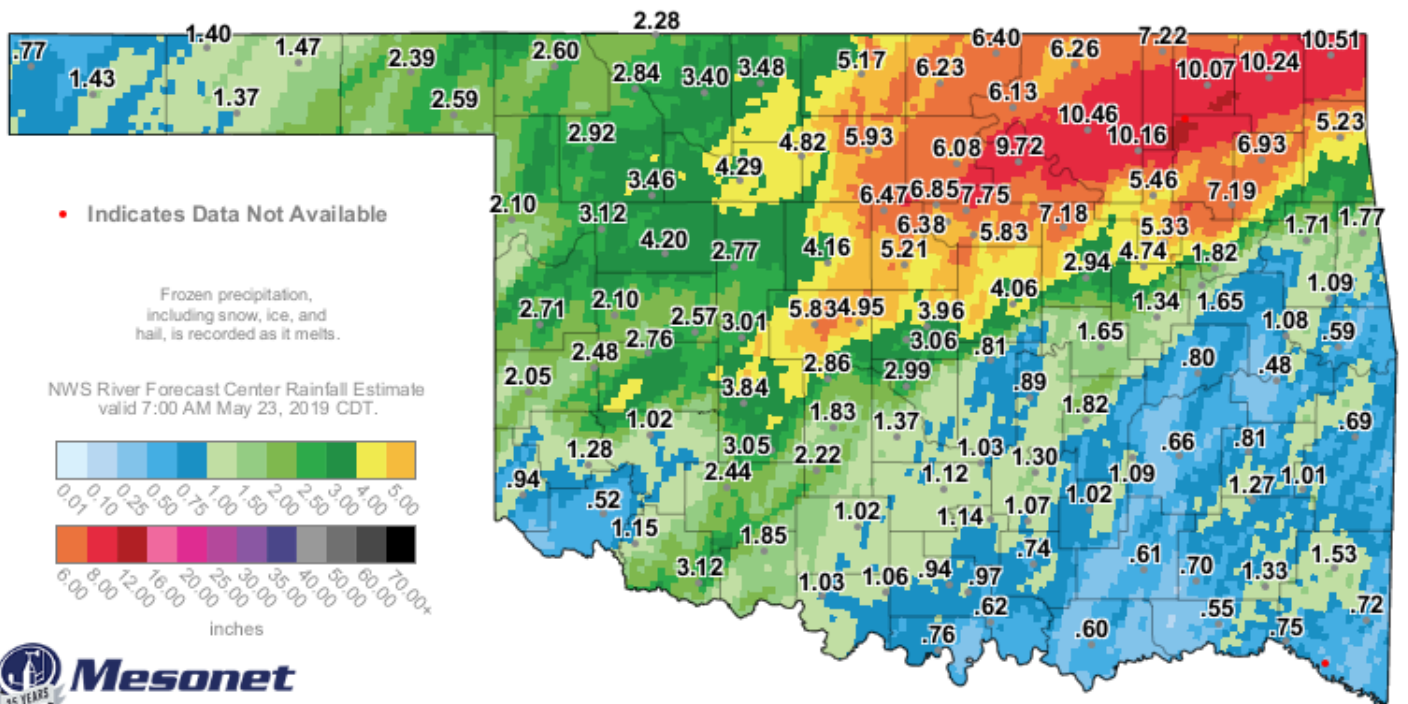 2.28
.77 1.40 1.47 2.39 2.60 5.17 6.40 6.26 7.22 10.51
1.43 1.37 2.59 2.84 3.40 3.48 6.23 6.13 10.07 10.24
2.92 4.82 5.93 6.08 9.72 10.46 10.16 6.93 5.23
3.46 4.29 6.47 6.85 7.75 5.46 7.19
2.10 3.12 4.20 2.77 4.16 6.38 5.21 5.83 7.18 5.33 1.71 1.77
2.94 4.74 1.82
• Indicates Data Not Available
Frozen precipitation,
including snow, ice, and
hail, is recorded as it melts.
2.71 2.10 2.57 3.01 5.83 4.95 3.96 4.06 1.34 1.65 1.09
2.48 2.76 3.06 .81 1.65 1.08 .59
2.05 3.84 2.86 2.99 .89 .80 .48
1.02 1.83 1.37 1.82 .69
1.28 3.05 2.22 1.03 1.30 .66 .81
.94 2.44 1.12 1.09 1.27 1.01
.52 1.15 1.02 1.14 1.07 1.02
1.85 .74 .61 .70 1.33 1.53
3.12 1.03 1.06 .94 .97
.62 .76 .60 .55 .75 .72
NWS River Forecast Center Rainfall Estimate
valid 7:00 AM May 23, 2019 CDT.
0.01 0.10 0.25 0.50 0.75 1.00 1.50 2.00 2.50 3.00 4.00 5.00
6.00 8.00 12.00 16.00 20.00 25.00 30.00 35.00 40.00 50.00 60.00 70.00+
inches
Mesonet